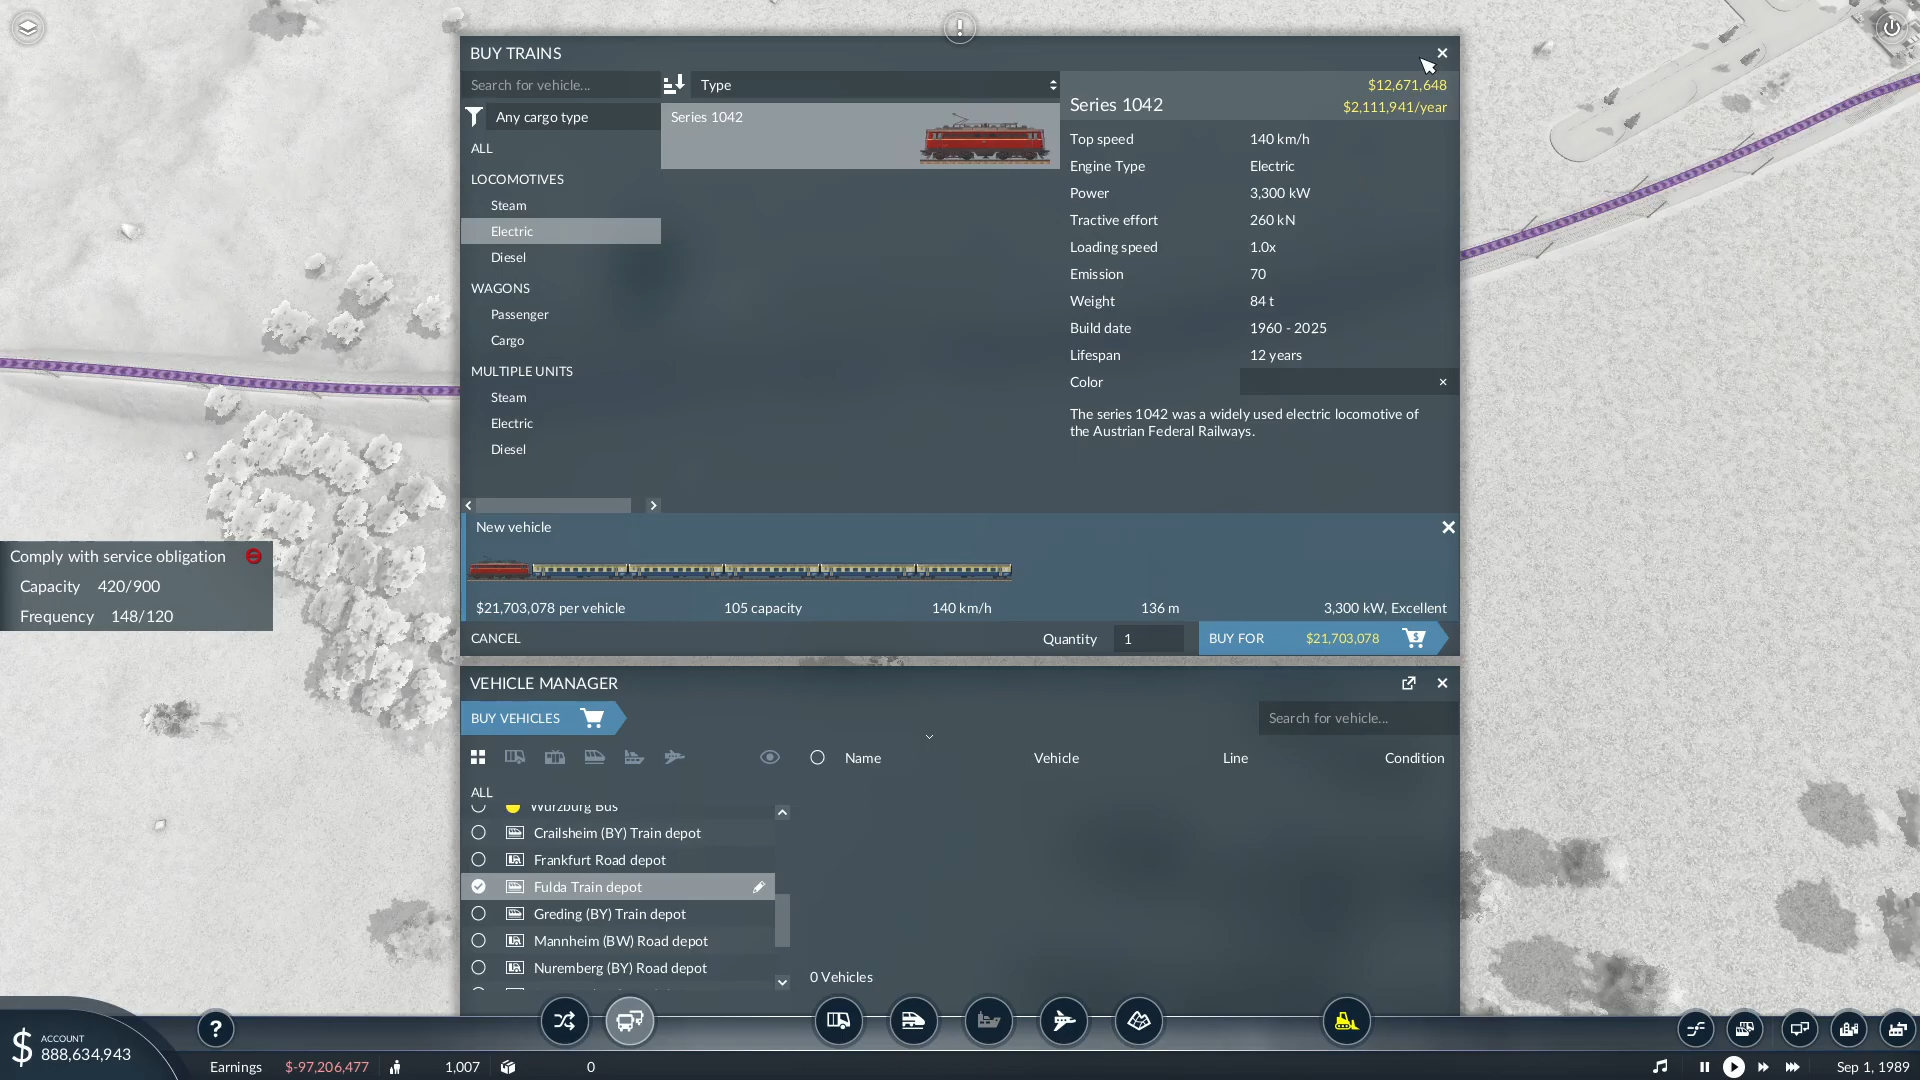 BUY TRAINS
Search for vehicle...
Type
Any cargo type
ALL
LOCOMOTIVES
Steam
Electric
Diesel
WAGONS
Passenger
Cargo
MULTIPLE UNITS
Steam
Electric
Diesel
Series 1042
$12,671,648
Series 1042
$2,111,941/year
Top speed 140 km/h
Engine Type Electric
Power 3,300 kW
Tractive effort 260 kN
Loading speed 1.0x
Emission 70
Weight 84 t
Build date 1960 - 2025
Lifespan 12 years
Color
The series 1042 was a widely used electric locomotive of
the Austrian Federal Railways.
New vehicle
$21,703,078 per vehicle 105 capacity 140 km/h 136 m 3,300 kW, Excellent
CANCEL Quantity 1 BUY FOR $21,703,078
Comply with service obligation
Capacity 420/900
Frequency 148/120
VEHICLE MANAGER
BUY VEHICLES
Search for vehicle...
Name Vehicle Line Condition
ALL
Wurzburg Bus
Crailsheim (BY) Train depot
Frankfurt Road depot
Fulda Train depot
Greding (BY) Train depot
Mannheim (BW) Road depot
Nuremberg (BY) Road depot
0 Vehicles
$ ACCOUNT
888,634,943
?
Earnings $-97,206,477 1,007 0
Sep 1, 1989